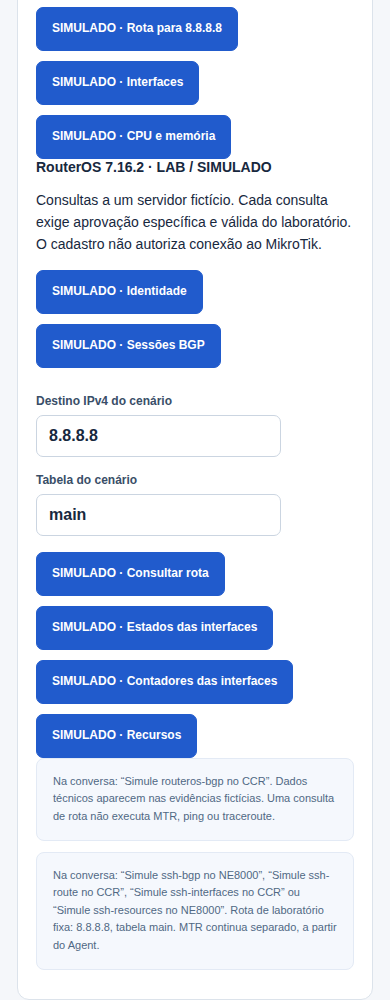 SIMULADO · Rota para 8.8.8.8
SIMULADO · Interfaces
SIMULADO · CPU e memória
RouterOS 7.16.2 · LAB / SIMULADO
Consultas a um servidor fictício. Cada consulta
exige aprovação específica e válida do laboratório.
O cadastro não autoriza conexão ao MikroTik.
SIMULADO · Identidade
SIMULADO · Sessões BGP
Destino IPv4 do cenário
8.8.8.8
Tabela do cenário
main
SIMULADO · Consultar rota
SIMULADO · Estados das interfaces
SIMULADO · Contadores das interfaces
SIMULADO · Recursos
Na conversa: “Simule routeros-bgp no CCR”. Dados
técnicos aparecem nas evidências fictícias. Uma consulta
de rota não executa MTR, ping ou traceroute.
Na conversa: “Simule ssh-bgp no NE8000”, “Simule ssh-
route no CCR”, “Simule ssh-interfaces no CCR” ou
“Simule ssh-resources no NE8000”. Rota de laboratório
fixa: 8.8.8.8, tabela main. MTR continua separado, a partir
do Agent.